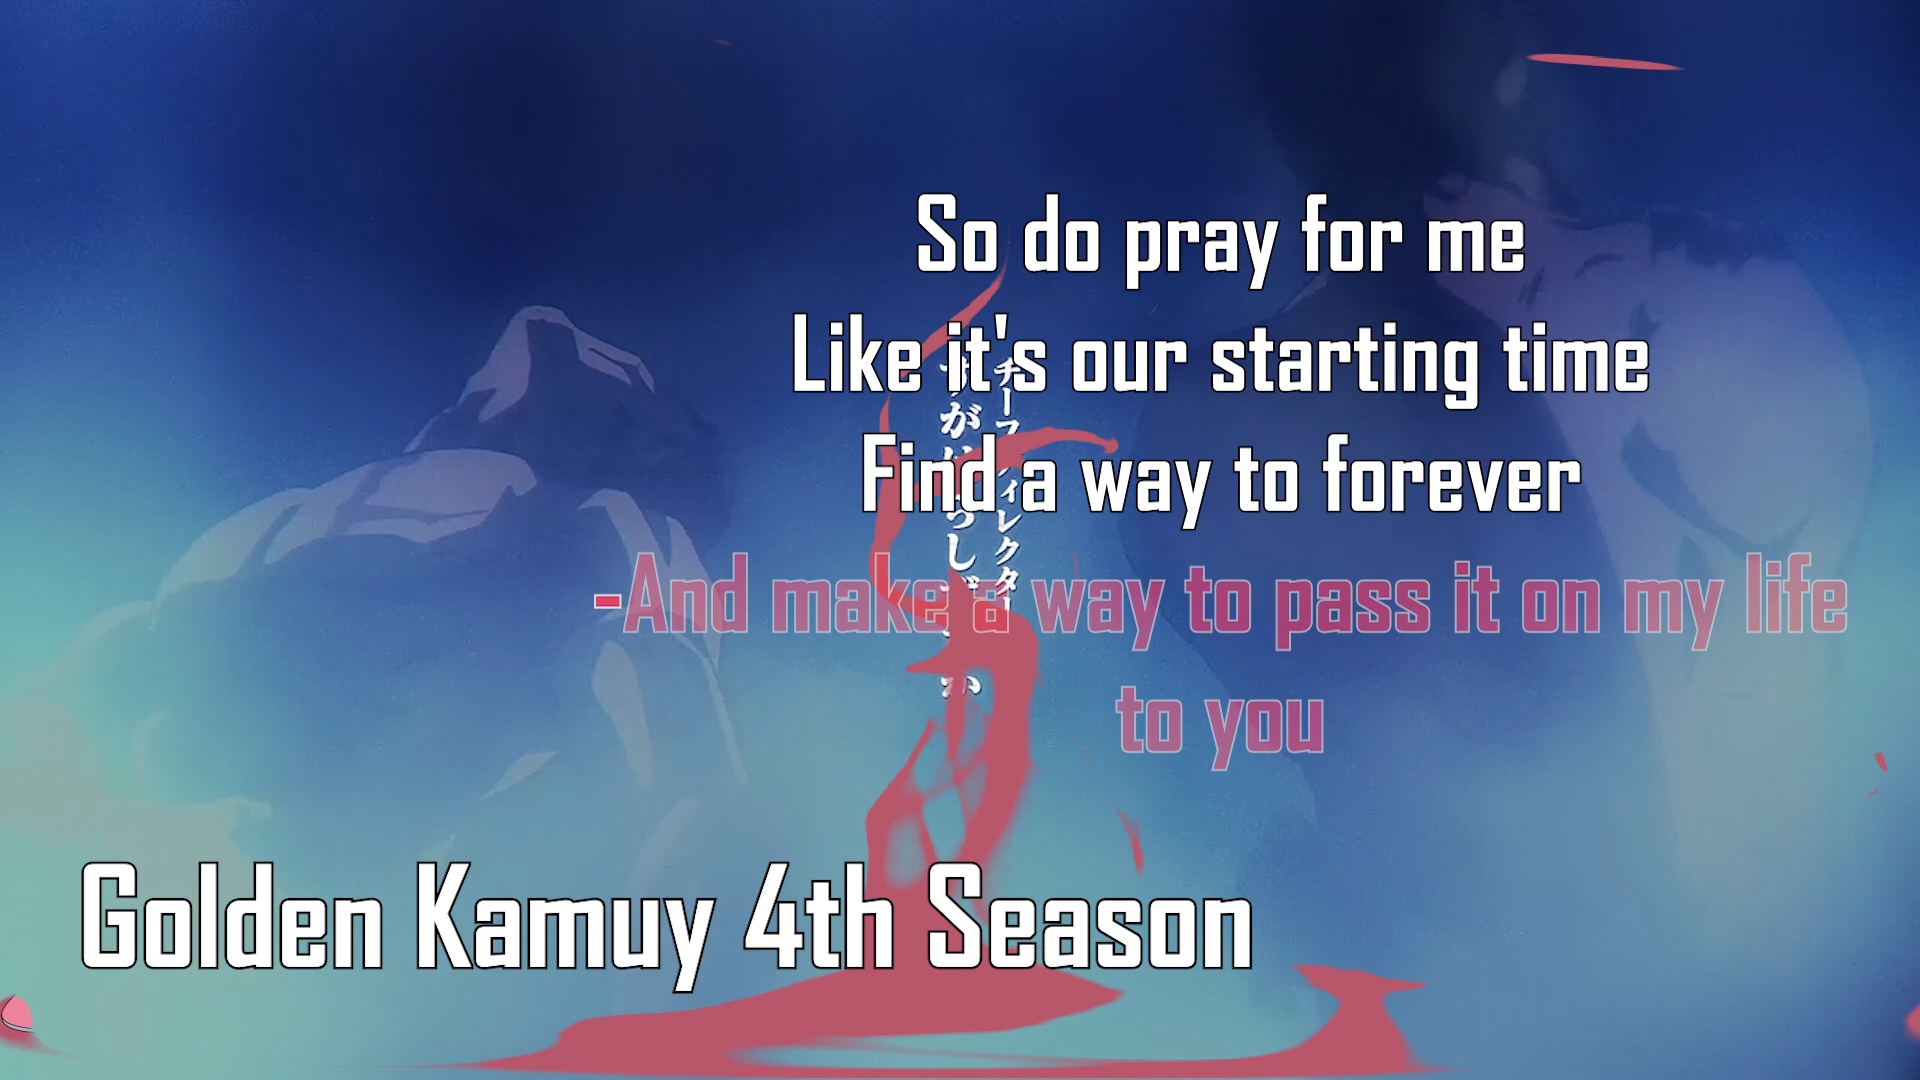 So do pray for me
Like it's our starting time
Find a way to forever
-And make a way to pass it on my life
to you
Golden Kamuy 4th Season